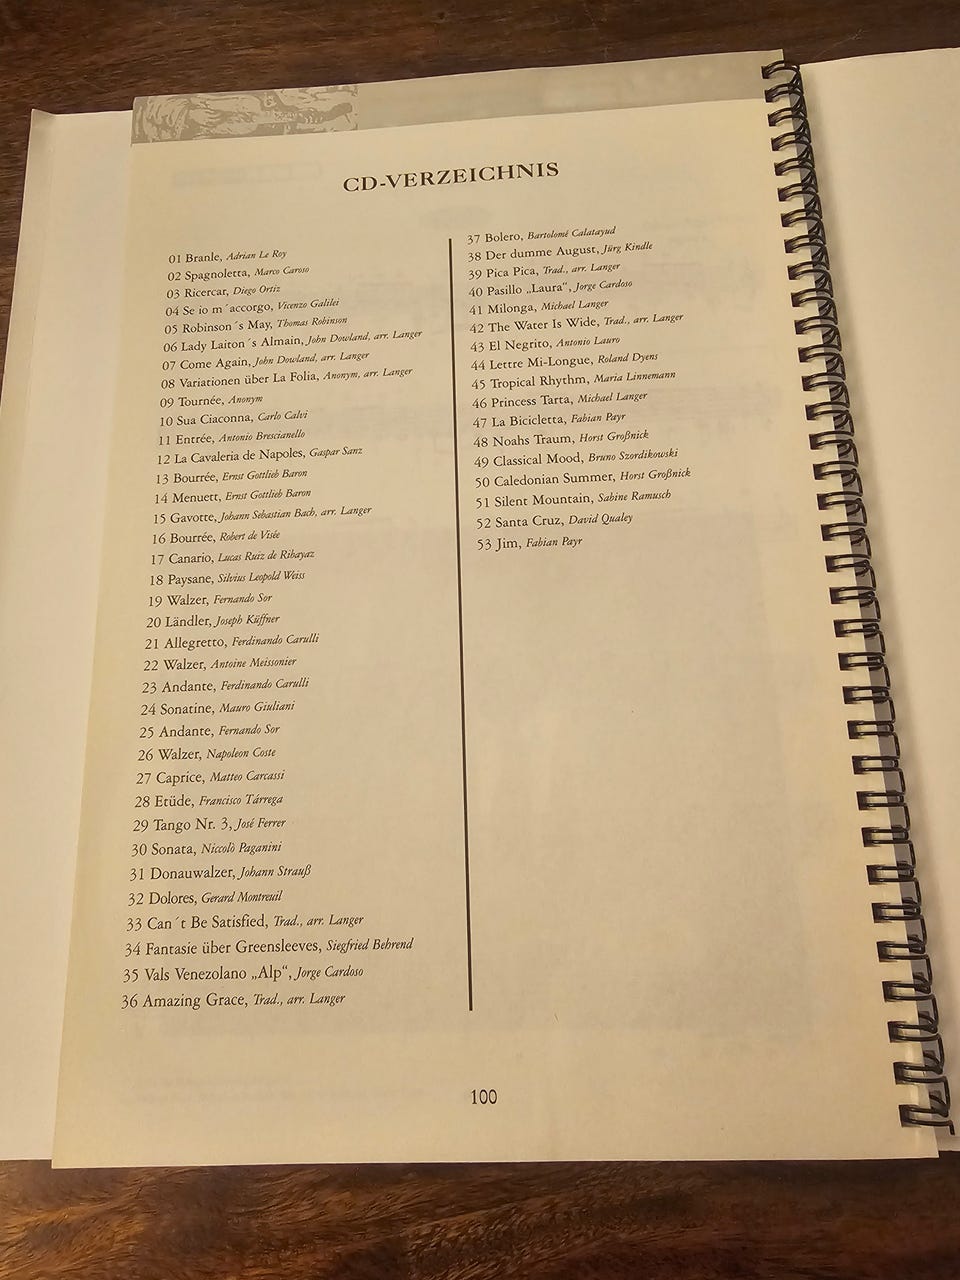 CD-VERZEICHNIS
01 Branle, Adrian Le Roy
02 Spagnoletta, Marco Caroso
03 Ricercar, Diego Ortiz
04 Se io m´accorgo, Vicenzo Galilei
05 Robinson´s May, Thomas Robinson
06 Lady Laiton´s Almain, John Dowland, arr. Langer
07 Come Again, John Dowland, arr. Langer
08 Variationen über La Folia, Anonym, arr. Langer
09 Tournée, Anonym
10 Sua Ciaconna, Carlo Calvi
11 Entrée, Antonio Brescianello
12 La Cavaleria de Napoles, Gaspar Sanz
13 Bourrée, Ernst Gottlieb Baron
14 Menuett, Ernst Gottlieb Baron
15 Gavotte, Johann Sebastian Bach, arr. Langer
16 Bourrée, Robert de Visée
17 Canario, Lucas Ruiz de Ribayaz
18 Paysane, Silvius Leopold Weiss
19 Walzer, Fernando Sor
20 Ländler, Joseph Küffner
21 Allegretto, Ferdinando Carulli
22 Walzer, Antoine Meissonier
23 Andante, Ferdinando Carulli
24 Sonatine, Mauro Giuliani
25 Andante, Fernando Sor
26 Walzer, Napoleon Coste
27 Caprice, Matteo Carcassi
28 Etüde, Francisco Tárrega
29 Tango Nr. 3, José Ferrer
30 Sonata, Niccolò Paganini
31 Donauwalzer, Johann Strauß
32 Dolores, Gerard Montreuil
33 Can´t Be Satisfied, Trad., arr. Langer
34 Fantasie über Greensleeves, Siegfried Behrend
35 Vals Venezolano „Alp“, Jorge Cardoso
36 Amazing Grace, Trad., arr. Langer
37 Bolero, Bartolomé Calatayud
38 Der dumme August, Jürg Kindle
39 Pica Pica, Trad., arr. Langer
40 Pasillo „Laura“, Jorge Cardoso
41 Milonga, Michael Langer
42 The Water Is Wide, Trad., arr. Langer
43 El Negrito, Antonio Lauro
44 Lettre Mi-Longue, Roland Dyens
45 Tropical Rhythm, Maria Linnemann
46 Princess Tarta, Michael Langer
47 La Bicicletta, Fabian Payr
48 Noahs Traum, Horst Großnick
49 Classical Mood, Bruno Szordikowski
50 Caledonian Summer, Horst Großnick
51 Silent Mountain, Sabine Ramusch
52 Santa Cruz, David Qualey
53 Jim, Fabian Payr
100